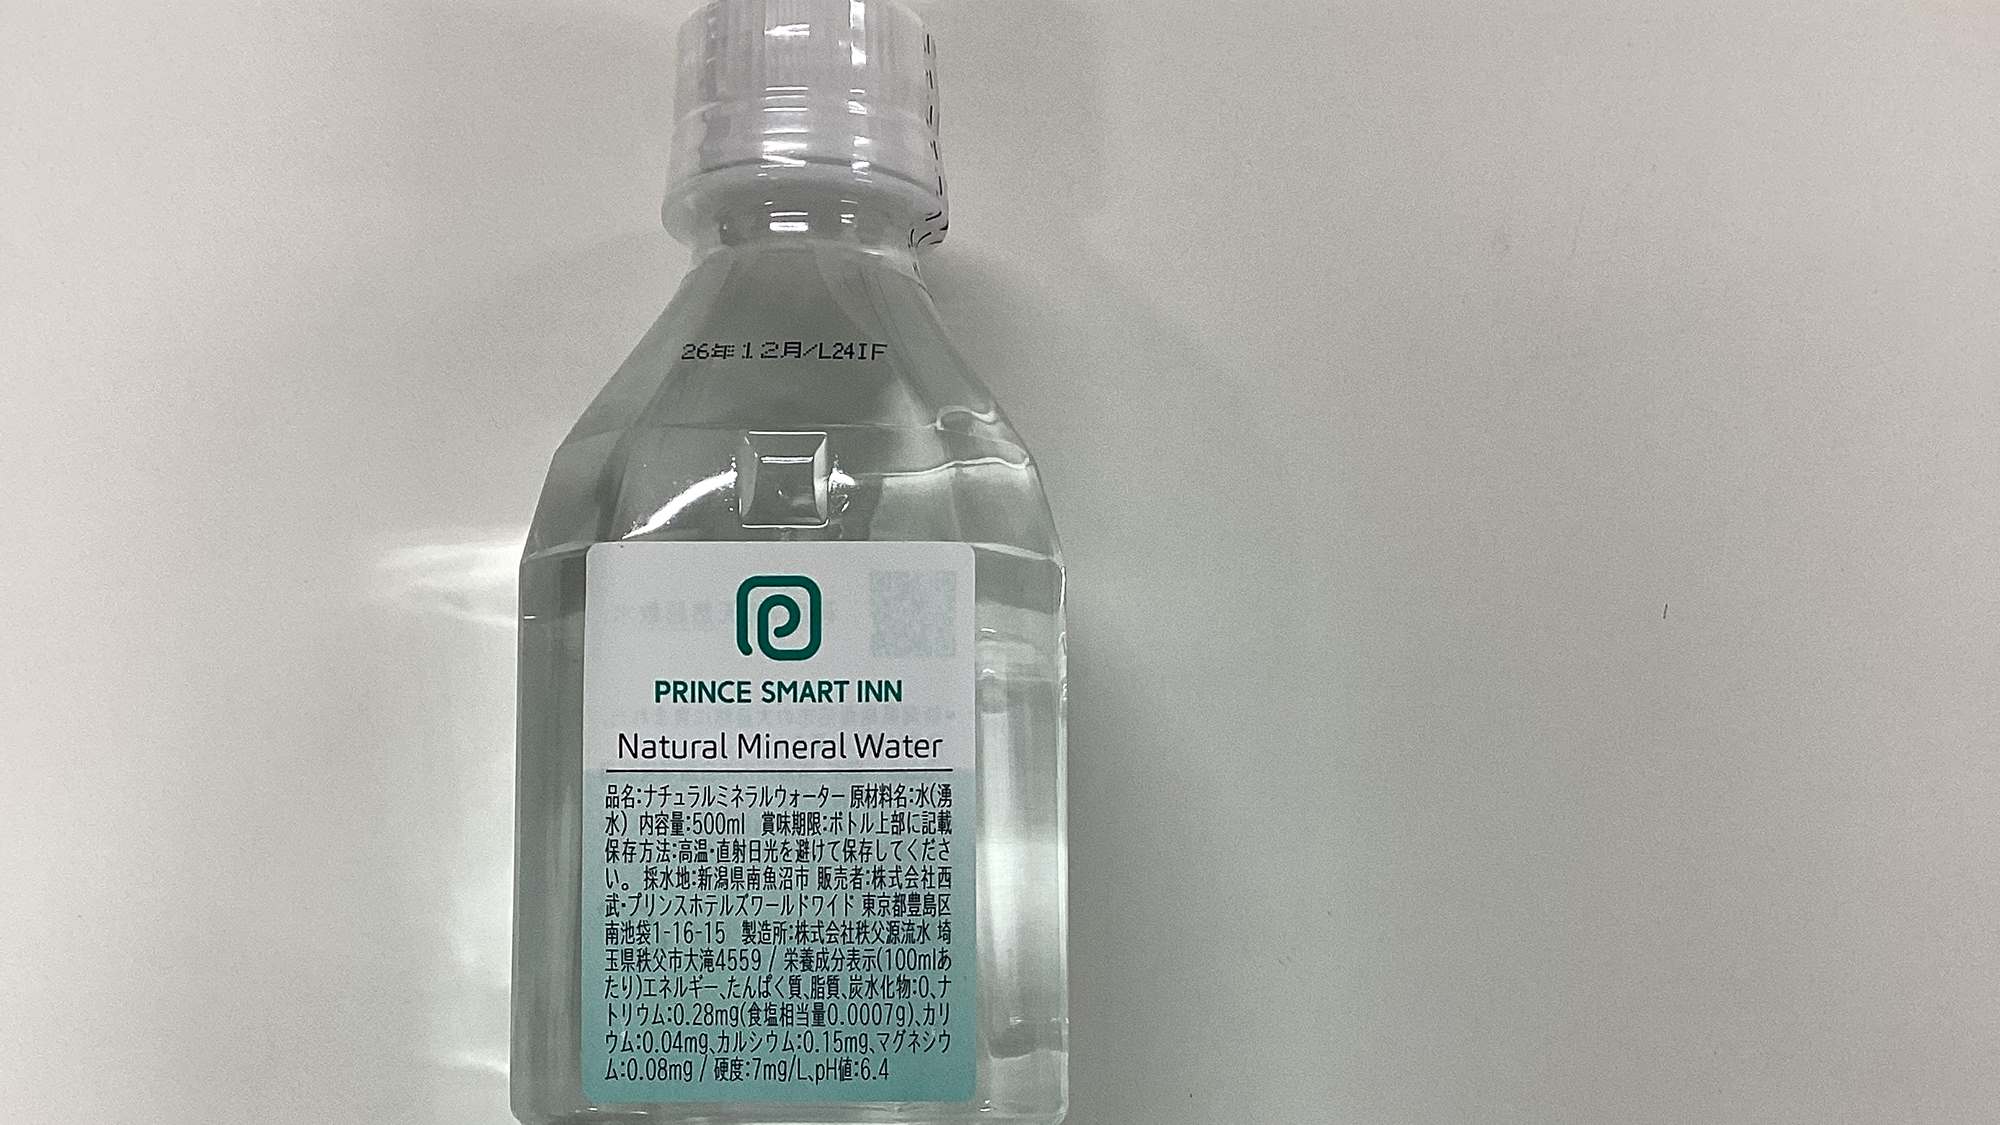 26年12月/L24IF
PRINCE SMART INN
Natural Mineral Water
品名:ナチュラルミネラルウォーター 原材料名:水(湧
水) 内容量:500ml 賞味期限:ボトル上部に記載
保存方法:高温・直射日光を避けて保存してくださ
い。 採水地:新潟県南魚沼市 販売者:株式会社西
武・プリンスホテルズワールドワイド 東京都豊島区
南池袋1-16-15 製造所:株式会社秩父源流水 埼
玉県秩父市大滝4559 / 栄養成分表示(100mlあ
たり)エネルギー、たんぱく質、脂質、炭水化物:0、ナ
トリウム:0.28mg(食塩相当量0.0007g)、カリ
ウム:0.04mg、カルシウム:0.15mg、マグネシウ
ム:0.08mg / 硬度:7mg/L、pH値:6.4